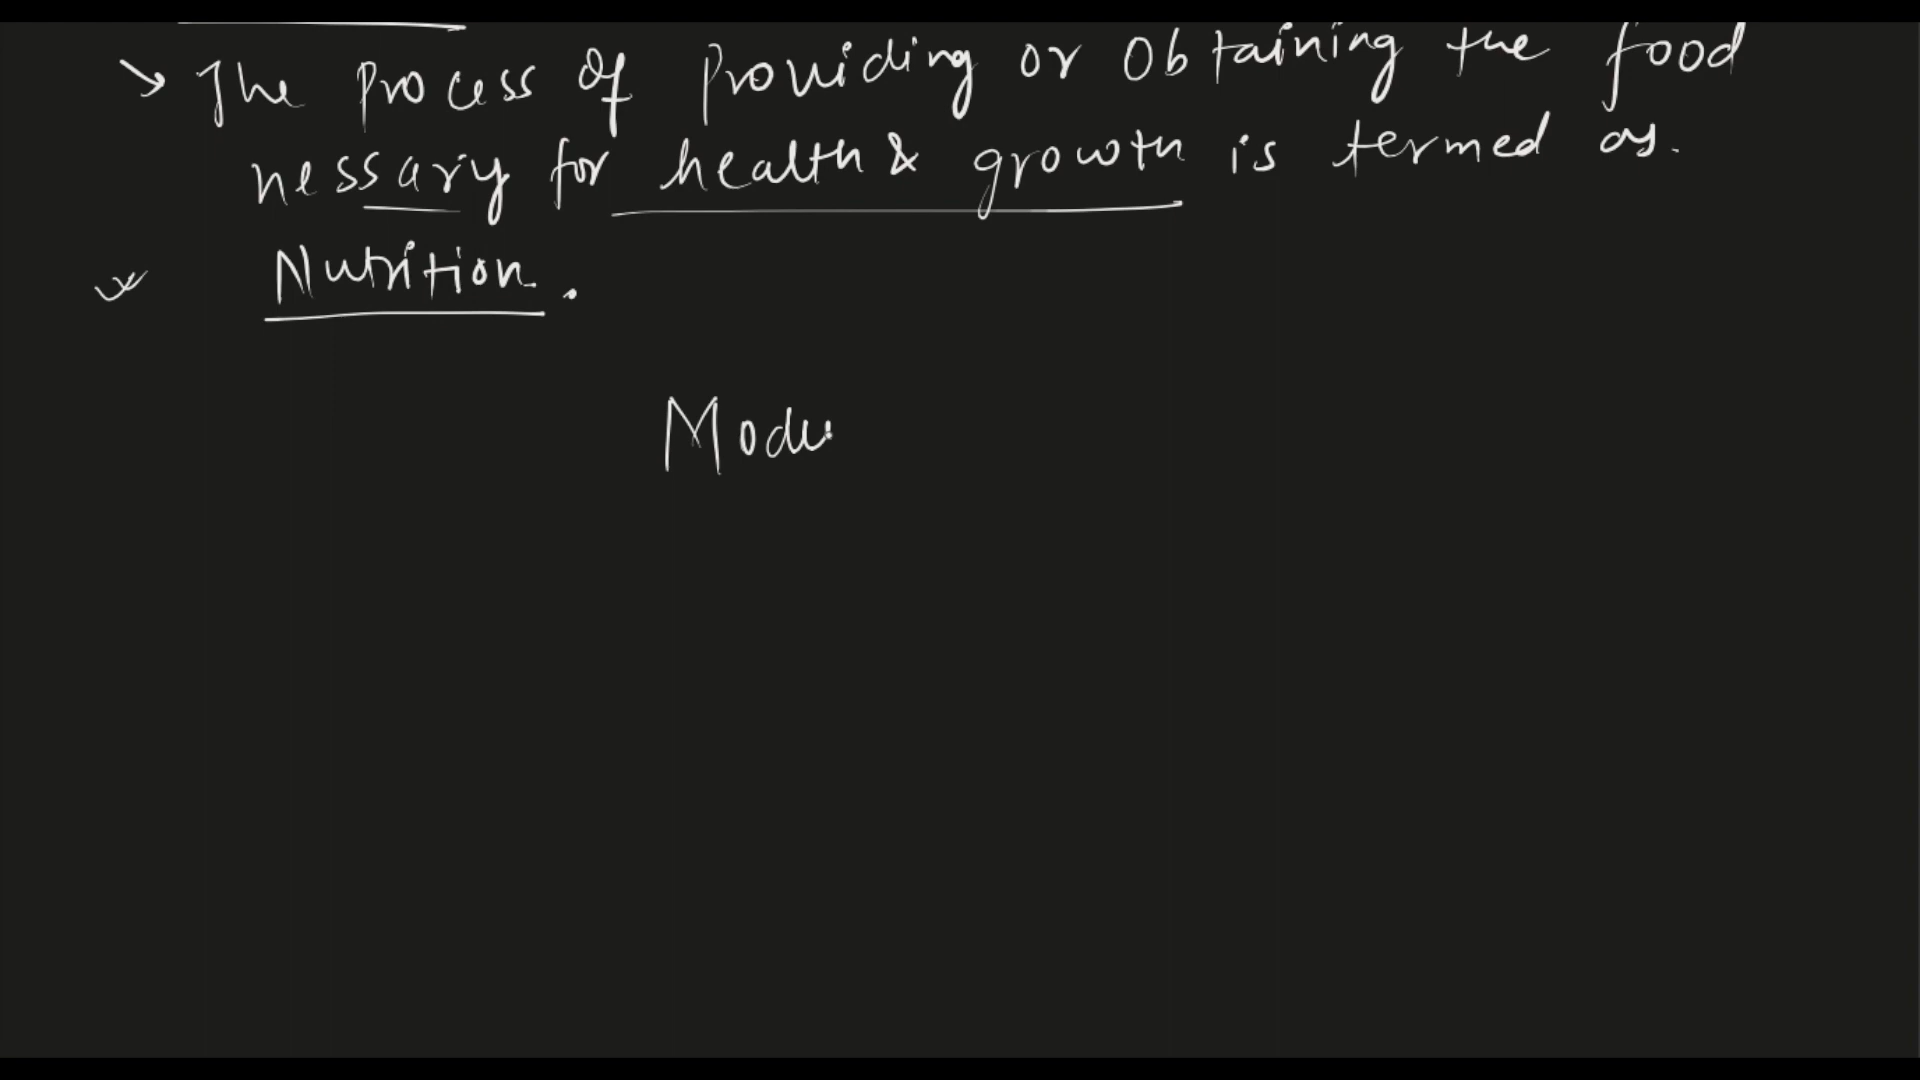 The process of providing or obtaining the food
nessary for health & growth is termed as.
Nutrition.
Mode